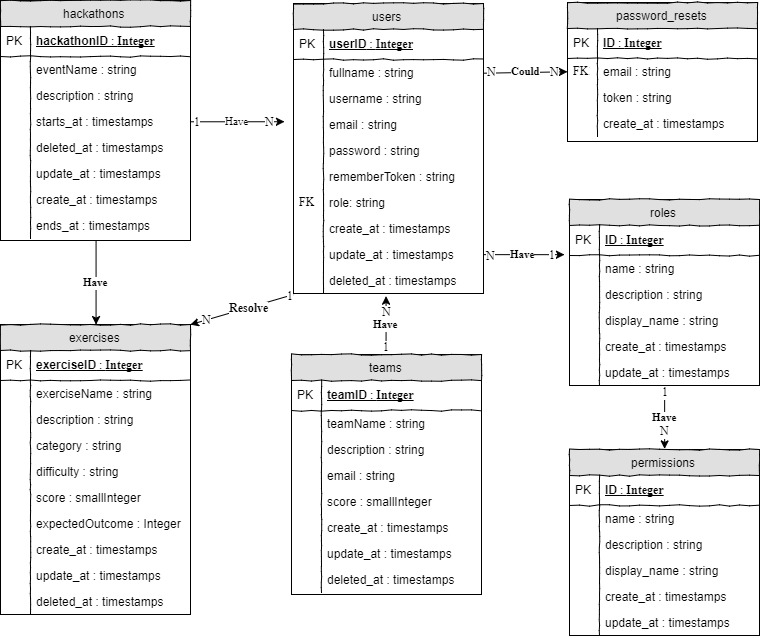 hackathons
PK hackathonID : Integer
eventName : string
description : string
starts_at : timestamps
deleted_at : timestamps
update_at : timestamps
create_at : timestamps
ends_at : timestamps
1 Have N
users
PK userID : Integer
fullname : string
username : string
email : string
password : string
rememberToken : string
FK role: string
create_at : timestamps
update_at : timestamps
deleted_at : timestamps
N Could N
password_resets
PK ID : Integer
FK email : string
token : string
create_at : timestamps
N Have 1
roles
PK ID : Integer
name : string
description : string
display_name : string
create_at : timestamps
update_at : timestamps
Have
1
Resolve
N
N
Have
1
1
Have
N
exercises
PK exerciseID : Integer
exerciseName : string
description : string
category : string
difficulty : string
score : smallInteger
expectedOutcome : Integer
create_at : timestamps
update_at : timestamps
deleted_at : timestamps
teams
PK teamID : Integer
teamName : string
description : string
email : string
score : smallInteger
create_at : timestamps
update_at : timestamps
deleted_at : timestamps
permissions
PK ID : Integer
name : string
description : string
display_name : string
create_at : timestamps
update_at : timestamps